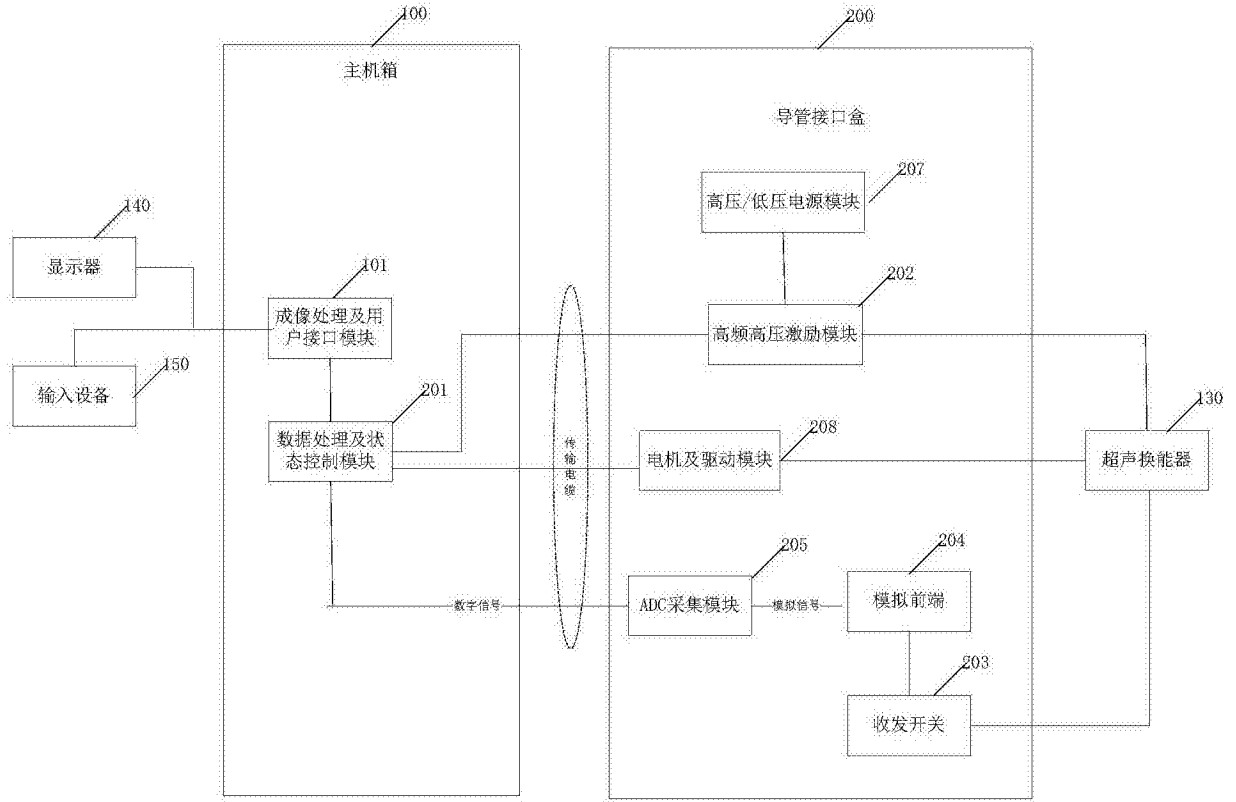 100
200
主机箱
导管接口盒
207
高压/低压电源模块
140
显示器
101
成像处理及用
户接口模块
202
高频高压激励模块
150
输入设备
201
数据处理及状
态控制模块
传
输
电
缆
208
电机及驱动模块
130
超声换能器
205
204
数字信号
ADC采集模块
模拟信号
模拟前端
203
收发开关